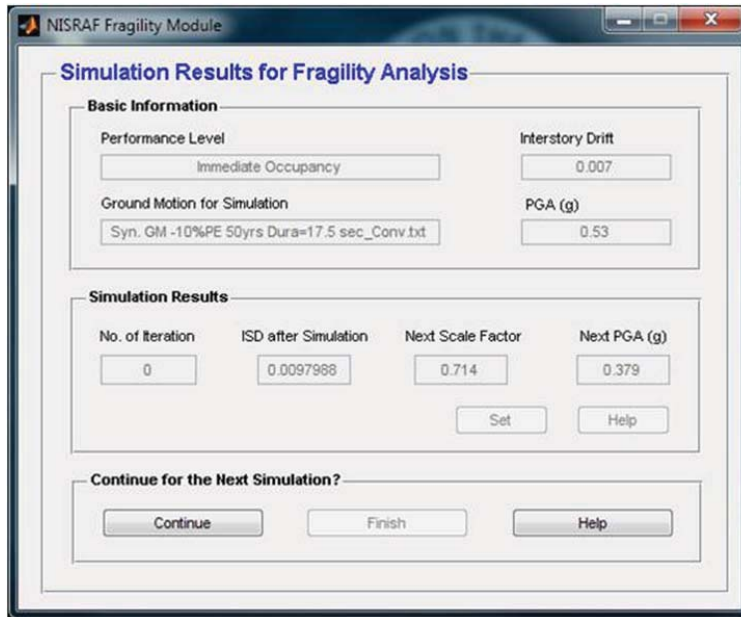 NISRAF Fragility Module
Simulation Results for Fragility Analysis
Basic Information
Performance Level Interstory Drift
Immediate Occupancy 0.007
Ground Motion for Simulation PGA (g)
Syn. GM -10%PE 50yrs Dura=17.5 sec_Conv.txt 0.53
Simulation Results
No. of Iteration ISD after Simulation Next Scale Factor Next PGA (g)
0 0.0097988 0.714 0.379
Set Help
Continue for the Next Simulation?
Continue Finish Help